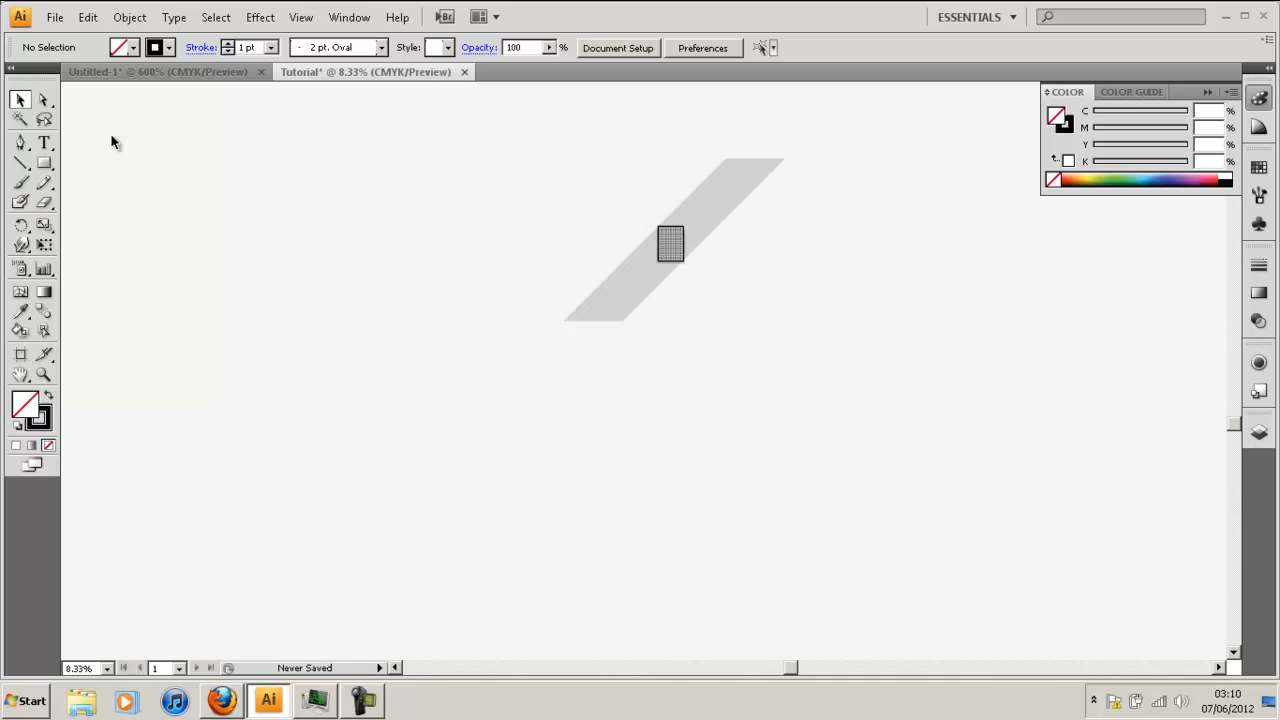 Ai File Edit Object Type Select Effect View Window Help Br ESSENTIALS
No Selection Stroke: 1 pt 2 pt. Oval Style: Opacity: 100 % Document Setup Preferences
Untitled-1* @ 600% (CMYK/Preview) Tutorial* @ 8.33% (CMYK/Preview)
COLOR COLOR GUIDE
C %
M %
Y %
K %
T
8.33% 1 Never Saved
Start Ai 03:10
07/06/2012